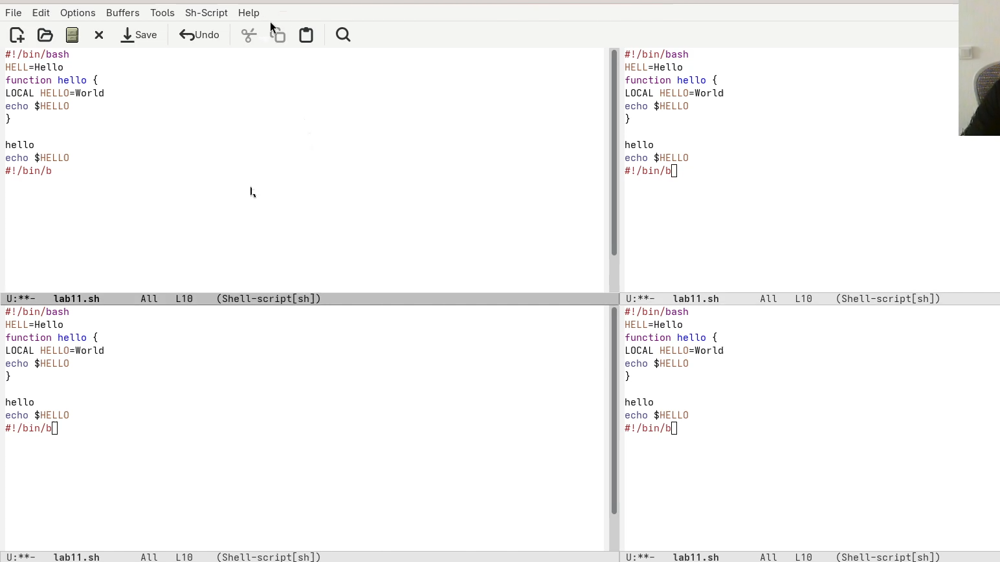 File Edit Options Buffers Tools Sh-Script Help
Save Undo
#!/bin/bash
HELL=Hello
function hello {
LOCAL HELLO=World
echo $HELLO
}
hello
echo $HELLO
#!/bin/b
U:**- lab11.sh All L10 (Shell-script[sh])
#!/bin/bash
HELL=Hello
function hello {
LOCAL HELLO=World
echo $HELLO
}
hello
echo $HELLO
#!/bin/b
U:**- lab11.sh All L10 (Shell-script[sh])
#!/bin/bash
HELL=Hello
function hello {
LOCAL HELLO=World
echo $HELLO
}
hello
echo $HELLO
#!/bin/b
U:**- lab11.sh All L10 (Shell-script[sh])
#!/bin/bash
HELL=Hello
function hello {
LOCAL HELLO=World
echo $HELLO
}
hello
echo $HELLO
#!/bin/b
U:**- lab11.sh All L10 (Shell-script[sh])